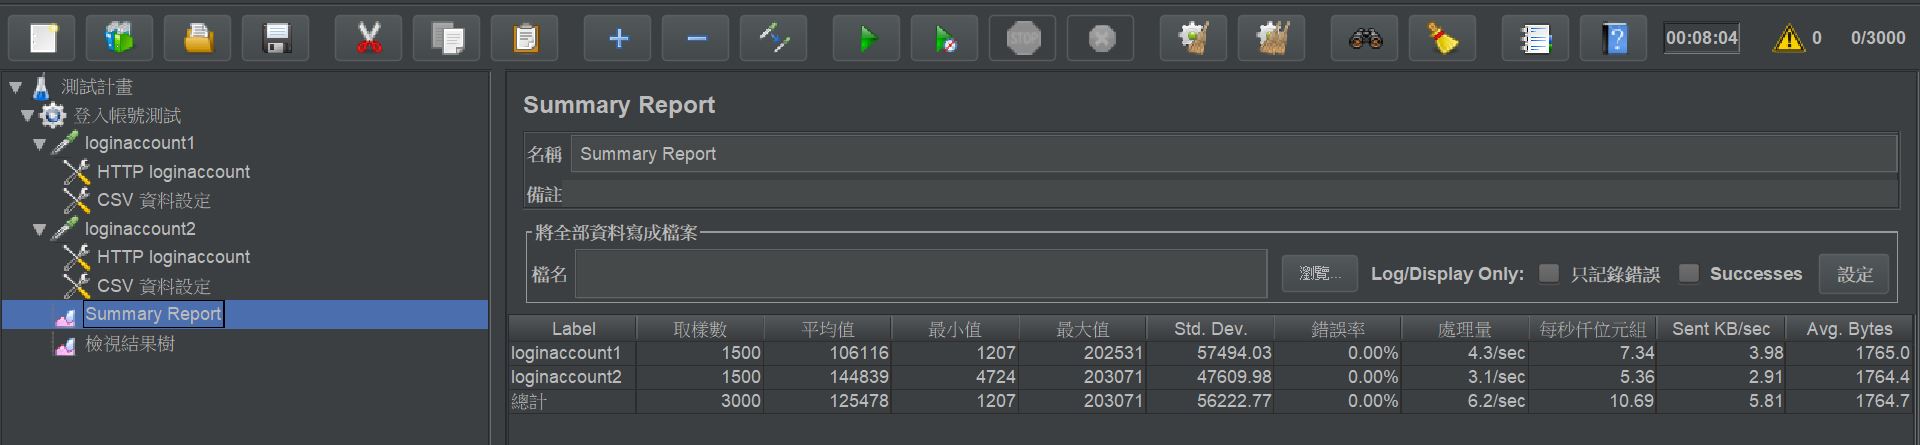 STOP
00:08:04
0
0/3000
測試計畫
登入帳號測試
loginaccount1
HTTP loginaccount
CSV 資料設定
loginaccount2
HTTP loginaccount
CSV 資料設定
Summary Report
檢視結果樹
Summary Report
名稱 Summary Report
備註
將全部資料寫成檔案
檔名 瀏覽... Log/Display Only: 只記錄錯誤 Successes 設定
Label 取樣數 平均值 最小值 最大值 Std. Dev. 錯誤率 處理量 每秒仟位元組 Sent KB/sec Avg. Bytes
loginaccount1 1500 106116 1207 202531 57494.03 0.00% 4.3/sec 7.34 3.98 1765.0
loginaccount2 1500 144839 4724 203071 47609.98 0.00% 3.1/sec 5.36 2.91 1764.4
總計 3000 125478 1207 203071 56222.77 0.00% 6.2/sec 10.69 5.81 1764.7